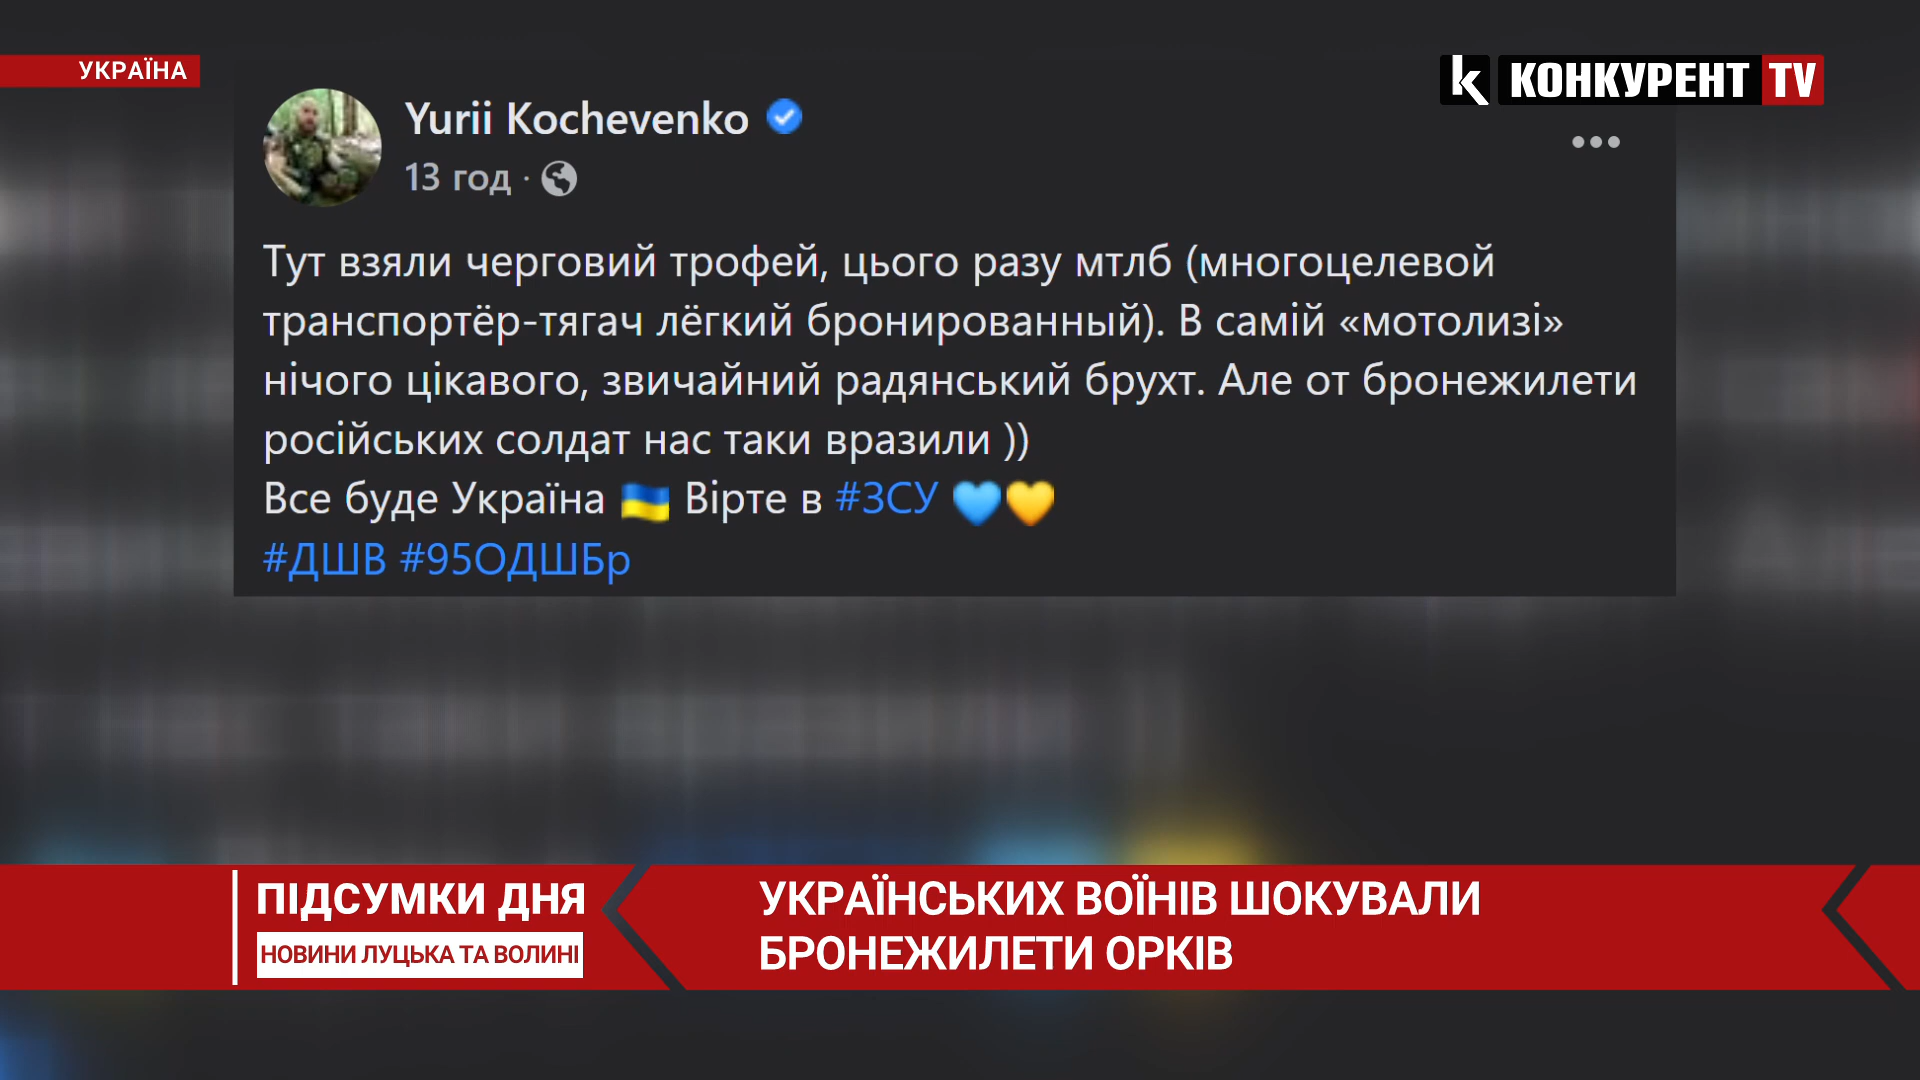 УКРАЇНА
КОНКУРЕНТ TV
Yurii Kochevenko
13 год ·
Тут взяли черговий трофей, цього разу мтлб (многоцелевой
транспортёр-тягач лёгкий бронированный). В самій «мотолизі»
нічого цікавого, звичайний радянський брухт. Але от бронежилети
російських солдат нас таки вразили ))
Все буде Україна 🇺🇦 Вірте в #ЗСУ 💙💛
#ДШВ #95ОДШБр
ПІДСУМКИ ДНЯ
НОВИНИ ЛУЦЬКА ТА ВОЛИНІ
УКРАЇНСЬКИХ ВОЇНІВ ШОКУВАЛИ
БРОНЕЖИЛЕТИ ОРКІВ